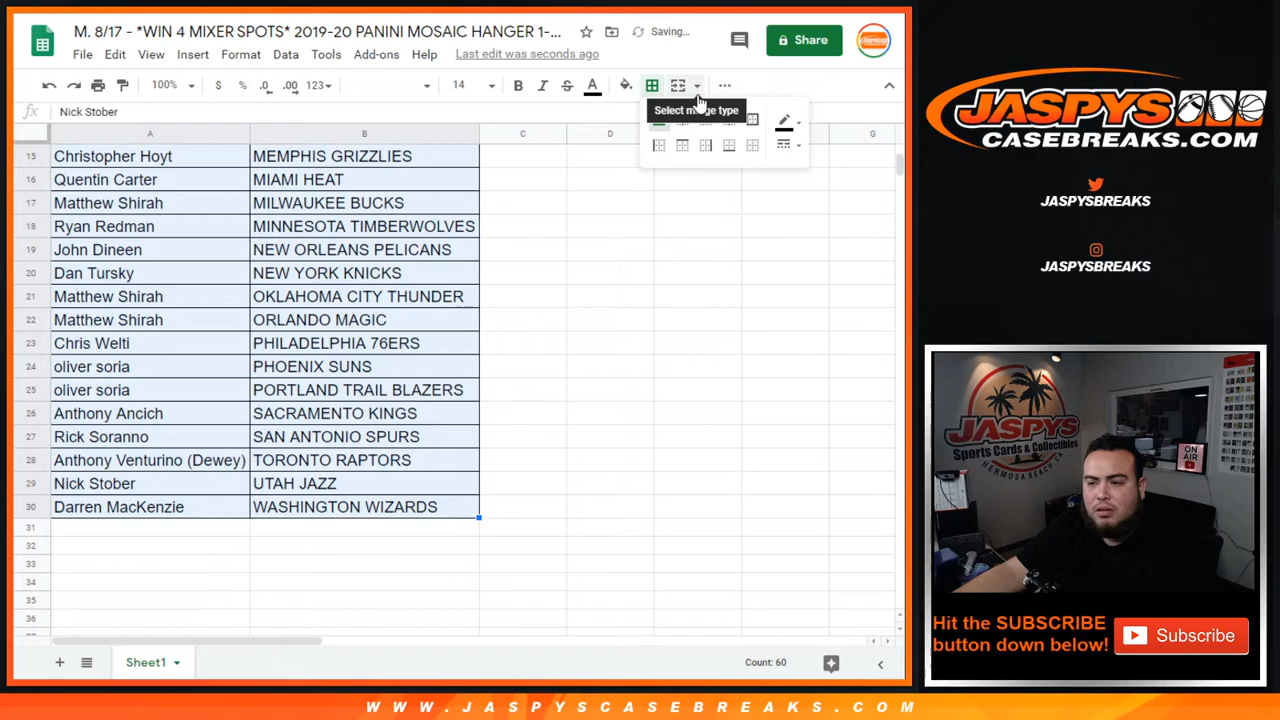 M. 8/17 - *WIN 4 MIXER SPOTS* 2019-20 PANINI MOSAIC HANGER 1-...
Saving...
Share
File Edit View Insert Format Data Tools Add-ons Help Last edit was seconds ago
100% $ % .0 .00 123 14 B I S A
fx Nick Stober
Select merge type
A B C D G
15 Christopher Hoyt MEMPHIS GRIZZLIES
16 Quentin Carter MIAMI HEAT
17 Matthew Shirah MILWAUKEE BUCKS
18 Ryan Redman MINNESOTA TIMBERWOLVES
19 John Dineen NEW ORLEANS PELICANS
20 Dan Tursky NEW YORK KNICKS
21 Matthew Shirah OKLAHOMA CITY THUNDER
22 Matthew Shirah ORLANDO MAGIC
23 Chris Welti PHILADELPHIA 76ERS
24 oliver soria PHOENIX SUNS
25 oliver soria PORTLAND TRAIL BLAZERS
26 Anthony Ancich SACRAMENTO KINGS
27 Rick Soranno SAN ANTONIO SPURS
28 Anthony Venturino (Dewey) TORONTO RAPTORS
29 Nick Stober UTAH JAZZ
30 Darren MacKenzie WASHINGTON WIZARDS
31
32
33
34
35
36
Sheet1
Count: 60
JASPYS
CASEBREAKS
JASPYSBREAKS
JASPYSBREAKS
JASPYS
Sports Cards & Collectibles
HERMOSA BEACH, CA
ON AIR
Hit the SUBSCRIBE
button down below!
Subscribe
WWW.JASPYSCASEBREAKS.COM